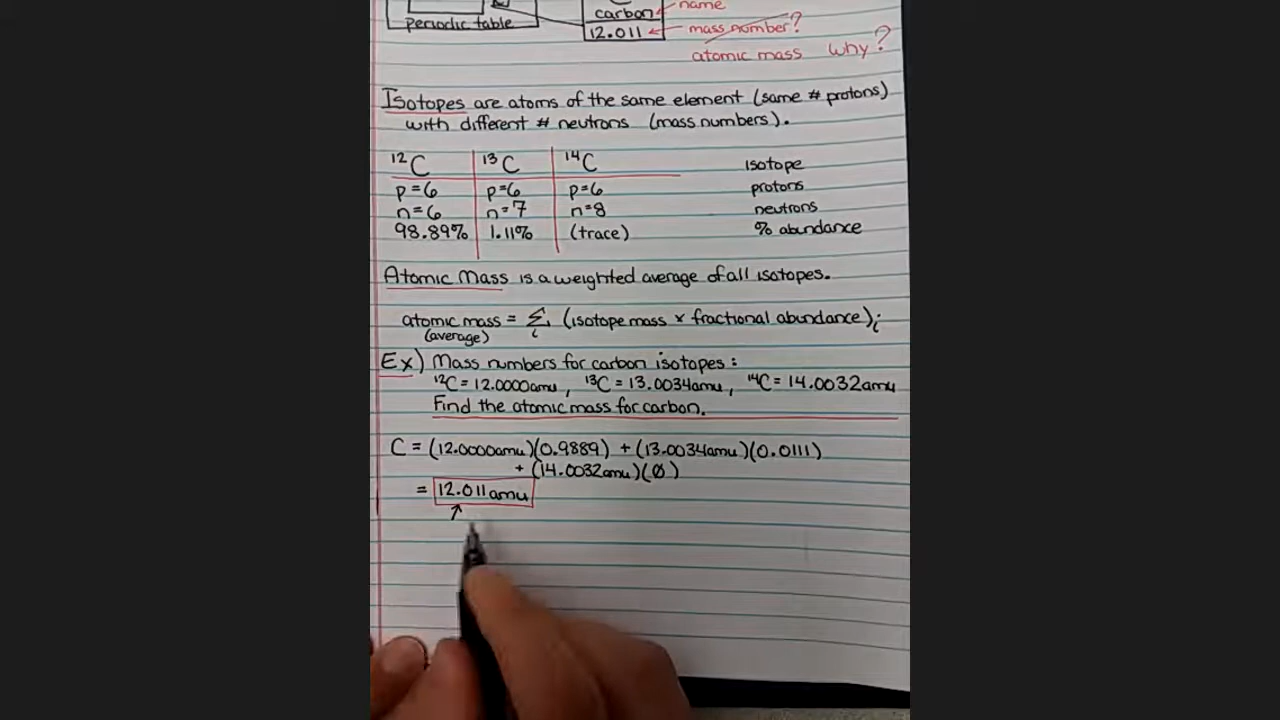 carbon name
periodic table 12.011 mass number?
atomic mass why?
Isotopes are atoms of the same element (same # protons)
with different # neutrons (mass numbers).
¹²C ¹³C ¹⁴C isotope
p=6 p=6 p=6 protons
n=6 n=7 n=8 neutrons
98.89% 1.11% (trace) % abundance
Atomic Mass is a weighted average of all isotopes.
atomic mass = Σ (isotope mass × fractional abundance)ᵢ
(average) i
Ex) Mass numbers for carbon isotopes:
¹²C = 12.0000amu, ¹³C = 13.0034amu, ¹⁴C = 14.0032amu
Find the atomic mass for carbon.
C = (12.0000amu)(0.9889) + (13.0034amu)(0.0111)
+ (14.0032amu)(0)
= 12.011amu